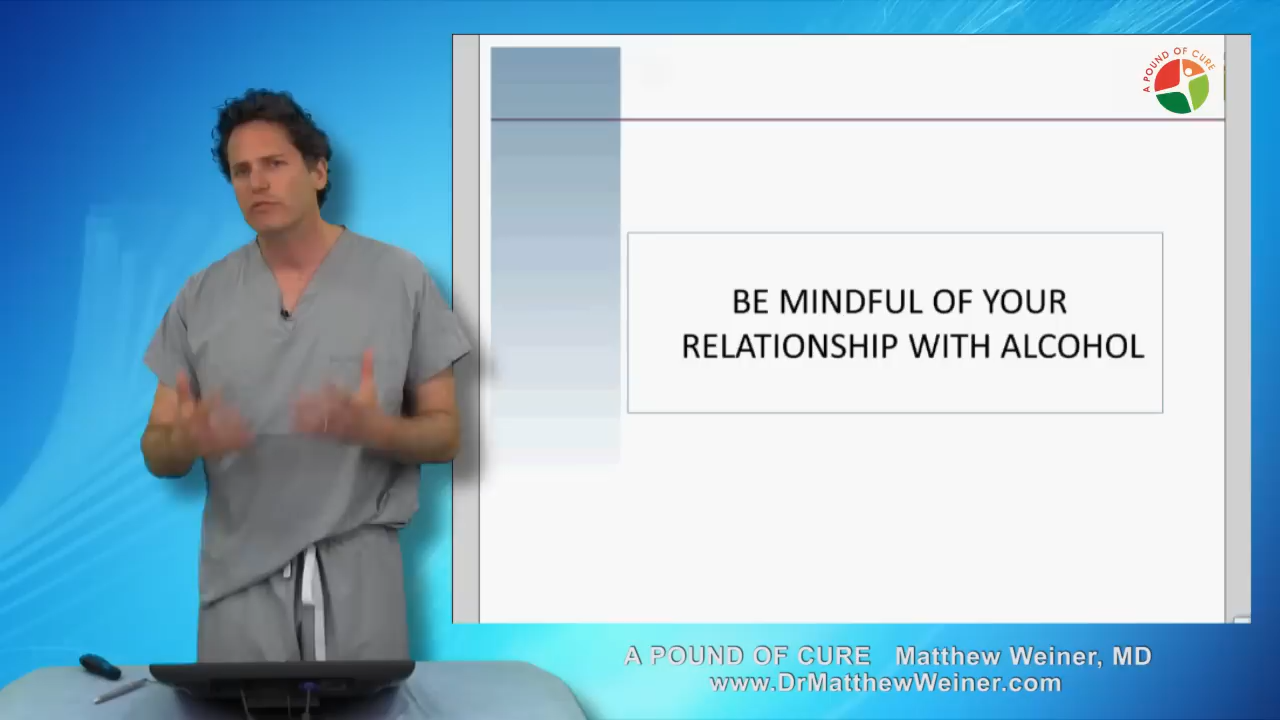 A POUND OF CURE
BE MINDFUL OF YOUR
RELATIONSHIP WITH ALCOHOL
A POUND OF CURE Matthew Weiner, MD
www.DrMatthewWeiner.com